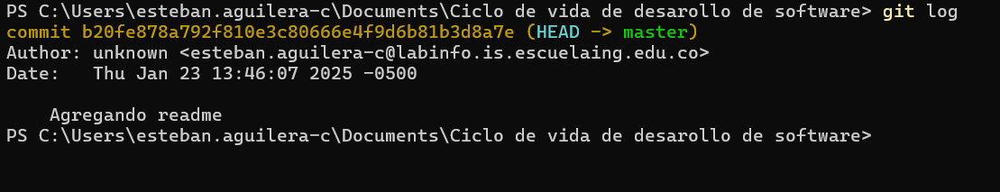 PS C:\Users\esteban.aguilera-c\Documents\Ciclo de vida de desarollo de software> git log
commit b20fe878a792f810e3c80666e4f9d6b81b3d8a7e (HEAD -> master)
Author: unknown <esteban.aguilera-c@labinfo.is.escuelaing.edu.co>
Date:   Thu Jan 23 13:46:07 2025 -0500
    Agregando readme
PS C:\Users\esteban.aguilera-c\Documents\Ciclo de vida de desarollo de software>